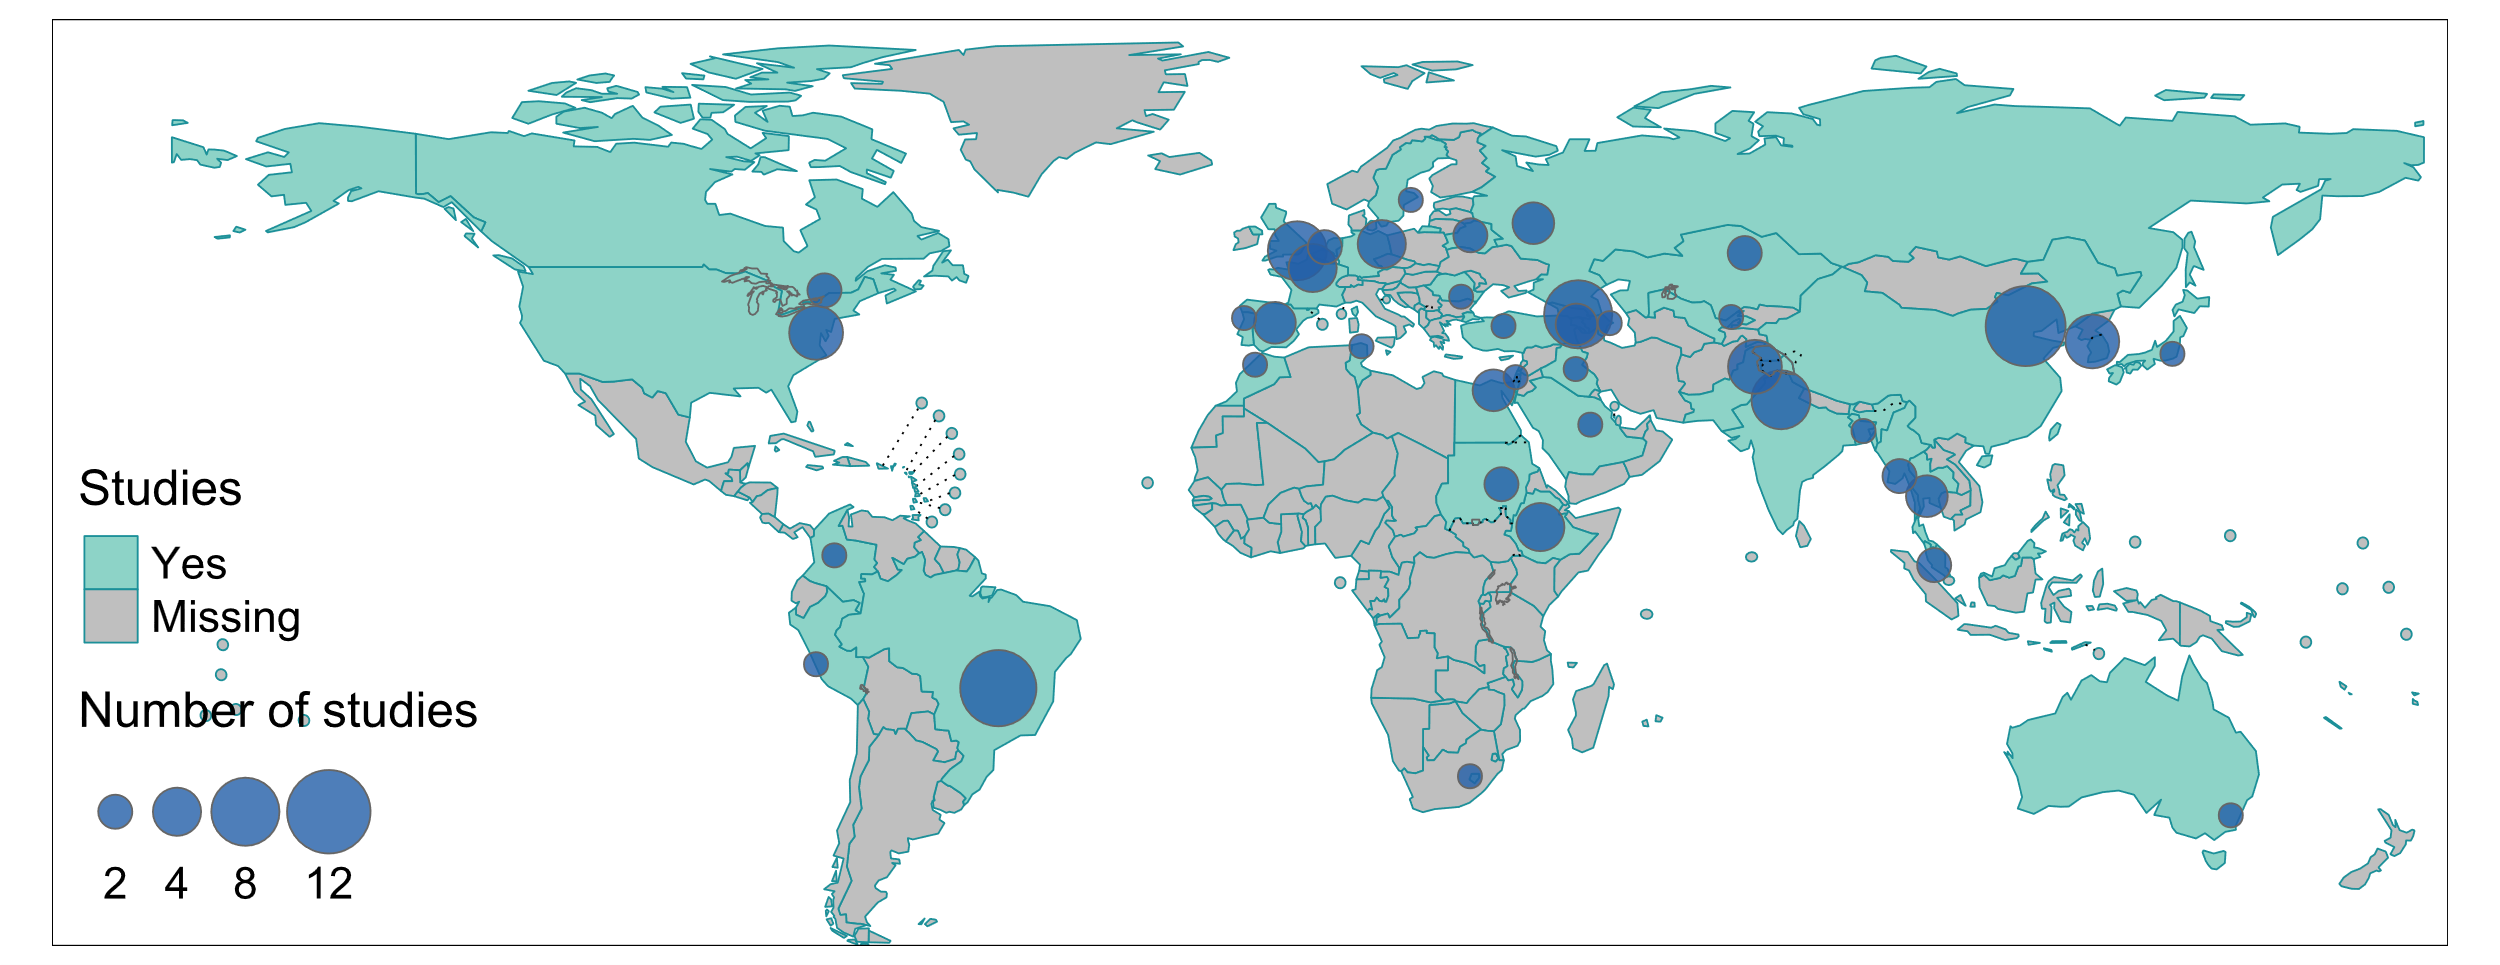 Studies
Yes
Missing
Number of studies
2 4 8 12